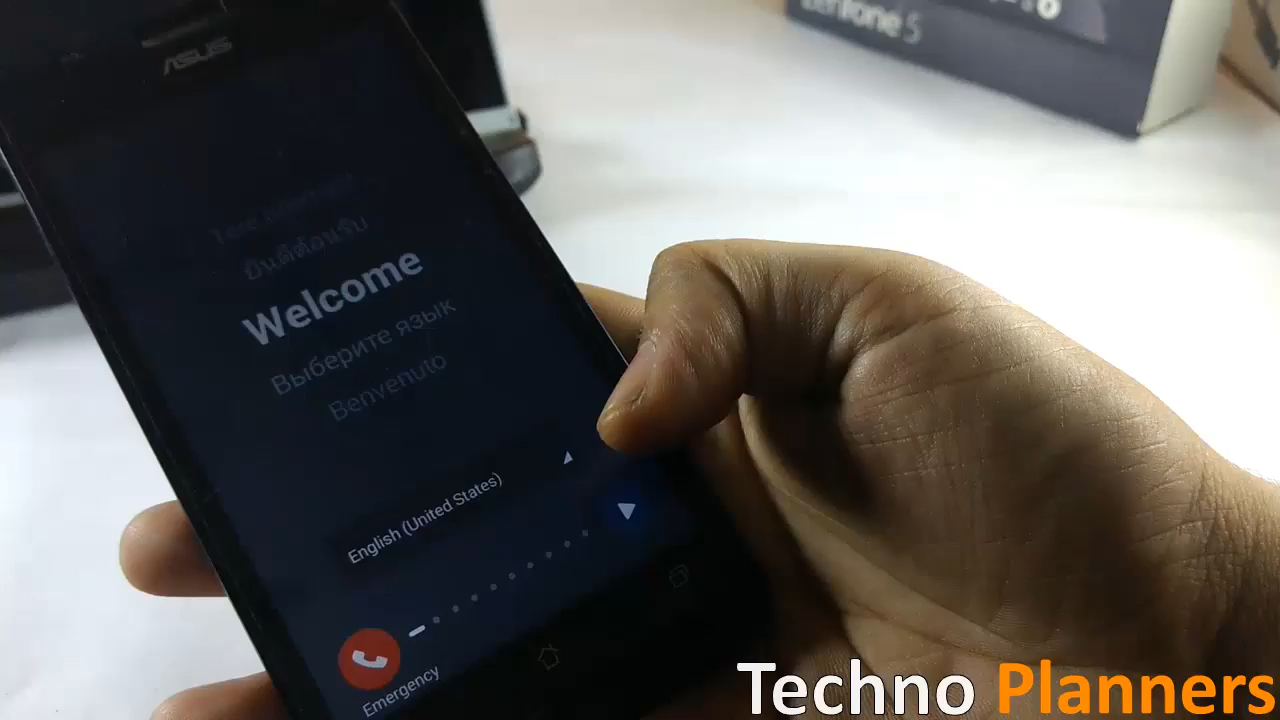 ASUS
ZenFone 5
ยินดีต้อนรับ
Welcome
Выберите язык
Benvenuto
English (United States)
Emergency
Techno Planners